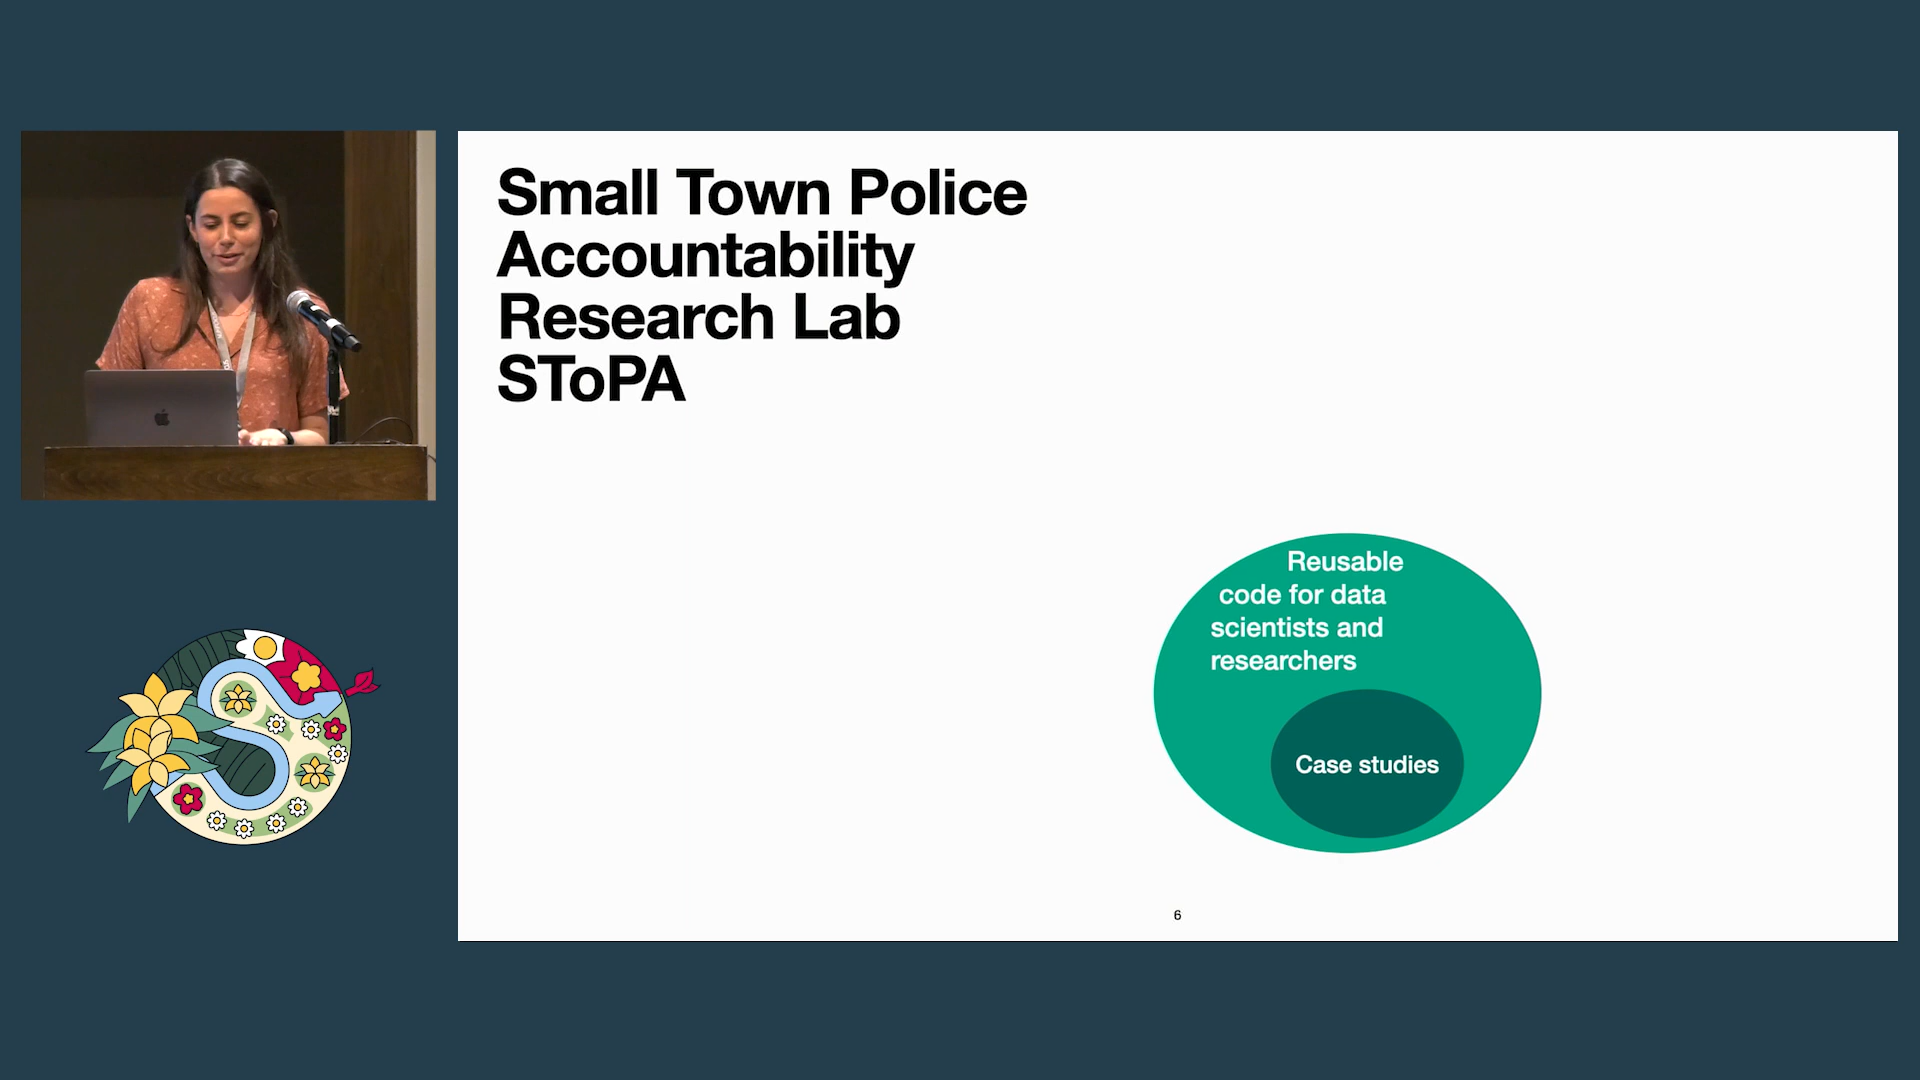 Small Town Police
Accountability
Research Lab
SToPA
Reusable
code for data
scientists and
researchers
Case studies
6